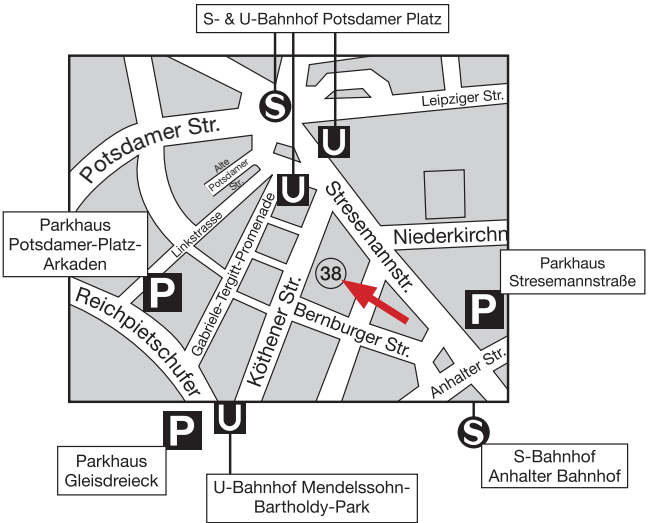 S- & U-Bahnhof Potsdamer Platz
S
Leipziger Str.
Potsdamer Str.
U
Alte
Potsdamer
Str.
U
Stresemannstr.
Parkhaus
Potsdamer-Platz-
Arkaden
Linkstrasse
Gabriele-Tergitt-Promenade
Niederkirchn
Parkhaus
Stresemannstraße
38
P
P
Reichpietschufer
Köthener Str.
Bernburger Str.
Anhalter Str.
P
U
S
Parkhaus
Gleisdreieck
S-Bahnhof
Anhalter Bahnhof
U-Bahnhof Mendelssohn-
Bartholdy-Park